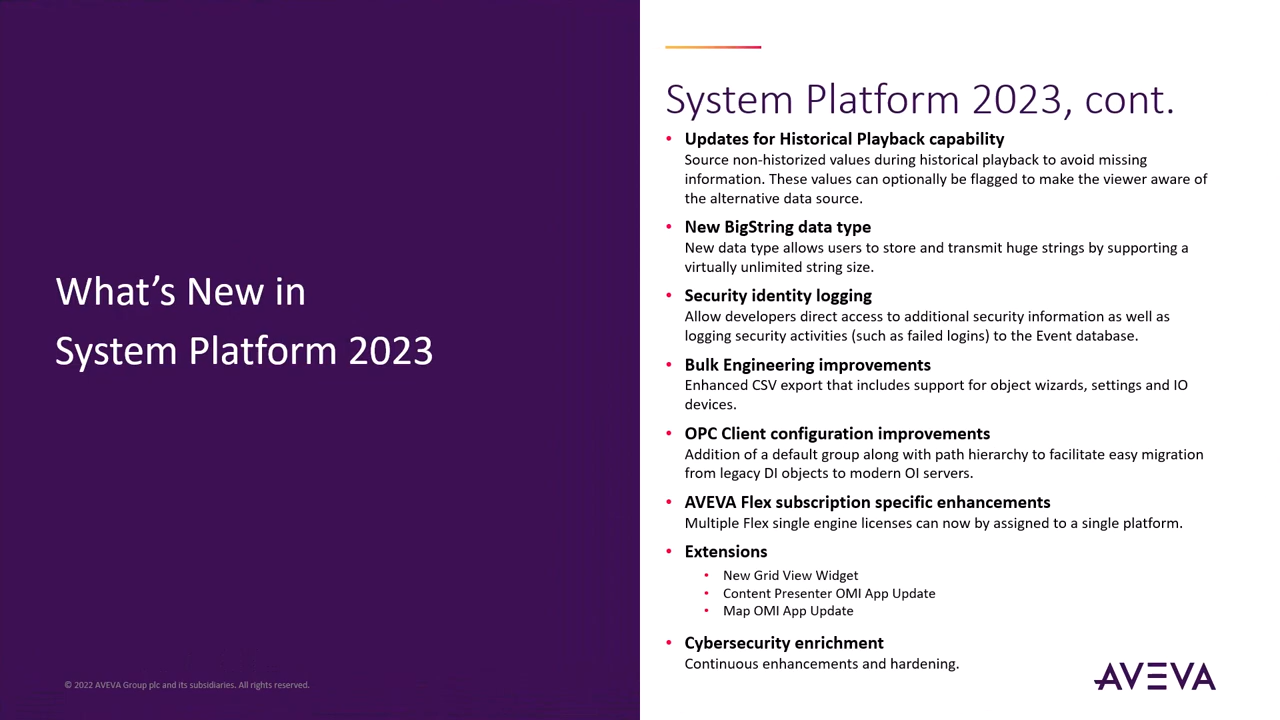 What's New in
System Platform 2023
© 2022 AVEVA Group plc and its subsidiaries. All rights reserved.
System Platform 2023, cont.
• Updates for Historical Playback capability
Source non-historized values during historical playback to avoid missing
information. These values can optionally be flagged to make the viewer aware of
the alternative data source.
• New BigString data type
New data type allows users to store and transmit huge strings by supporting a
virtually unlimited string size.
• Security identity logging
Allow developers direct access to additional security information as well as
logging security activities (such as failed logins) to the Event database.
• Bulk Engineering improvements
Enhanced CSV export that includes support for object wizards, settings and IO
devices.
• OPC Client configuration improvements
Addition of a default group along with path hierarchy to facilitate easy migration
from legacy DI objects to modern OI servers.
• AVEVA Flex subscription specific enhancements
Multiple Flex single engine licenses can now by assigned to a single platform.
• Extensions
• New Grid View Widget
• Content Presenter OMI App Update
• Map OMI App Update
• Cybersecurity enrichment
Continuous enhancements and hardening.
AVEVA